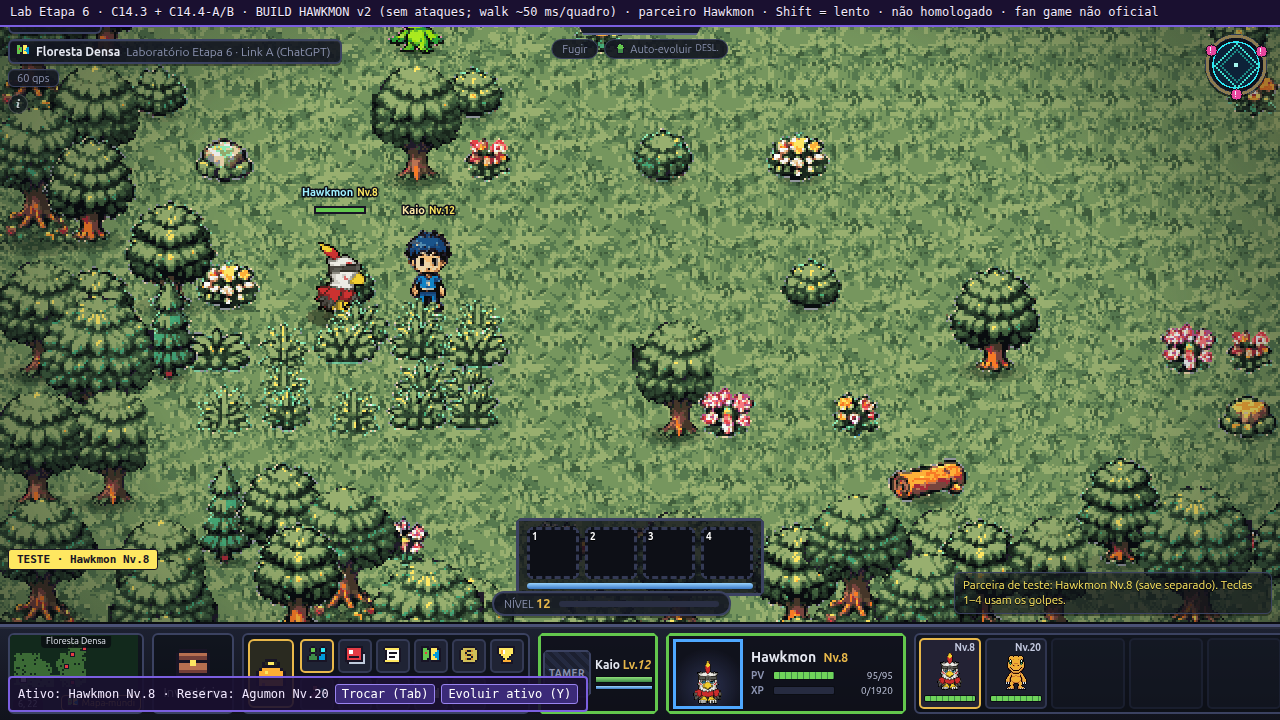 Lab Etapa 6 · C14.3 + C14.4-A/B · BUILD HAWKMON v2 (sem ataques; walk ~50 ms/quadro) · parceiro Hawkmon · Shift = lento · não homologado · fan game não oficial
Floresta Densa Laboratório Etapa 6 · Link A (ChatGPT)
Fugir
Auto-evoluir DESL.
60 qps
i
Hawkmon Nv.8
Kaio Nv.12
1 2 3 4
TESTE · Hawkmon Nv.8
NÍVEL 12
Parceira de teste: Hawkmon Nv.8 (save separado). Teclas
1–4 usam os golpes.
Floresta Densa
TAMER
Kaio Lv.12
Hawkmon Nv.8
PV 95/95
XP 0/1920
Nv.8
Nv.20
Ativo: Hawkmon Nv.8 · Reserva: Agumon Nv.20 Trocar (Tab) Evoluir ativo (Y)